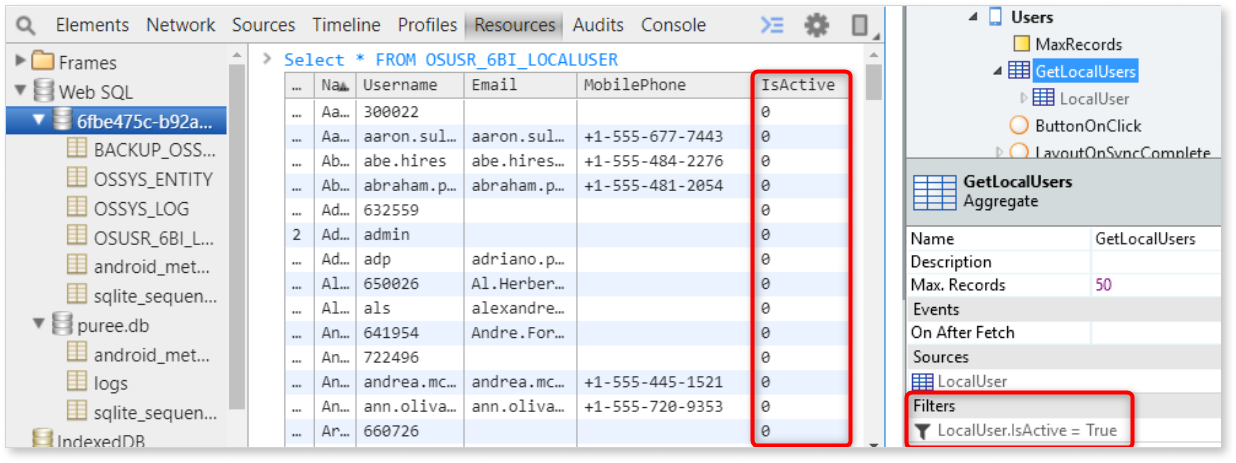 Elements Network Sources Timeline Profiles Resources Audits Console
Frames
Web SQL
6fbe475c-b92a...
BACKUP_OSS...
OSSYS_ENTITY
OSSYS_LOG
OSUSR_6BI_L...
android_met...
sqlite_sequen...
puree.db
android_met...
logs
sqlite_sequen...
IndexedDB
> Select * FROM OSUSR_6BI_LOCALUSER
... Na... Username Email MobilePhone IsActive
... Aa... 300022 0
... Aa... aaron.sul... aaron.sul... +1-555-677-7443 0
... Ab... abe.hires abe.hires... +1-555-484-2276 0
... Ab... abraham.p... abraham.p... +1-555-481-2054 0
... Ad... 632559 0
2 Ad... admin 0
... Ad... adp adriano.p... 0
... Al... 650026 Al.Herber... 0
... Al... als alexandre... 0
... An... 641954 Andre.For... 0
... An... 722496 0
... An... andrea.mc... andrea.mc... +1-555-445-1521 0
... An... ann.oliva... ann.oliva... +1-555-720-9353 0
... Ar... 660726 0
Users
MaxRecords
GetLocalUsers
LocalUser
ButtonOnClick
LayoutOnSyncComplete
GetLocalUsers
Aggregate
Name GetLocalUsers
Description
Max. Records 50
Events
On After Fetch
Sources
LocalUser
Filters
LocalUser.IsActive = True